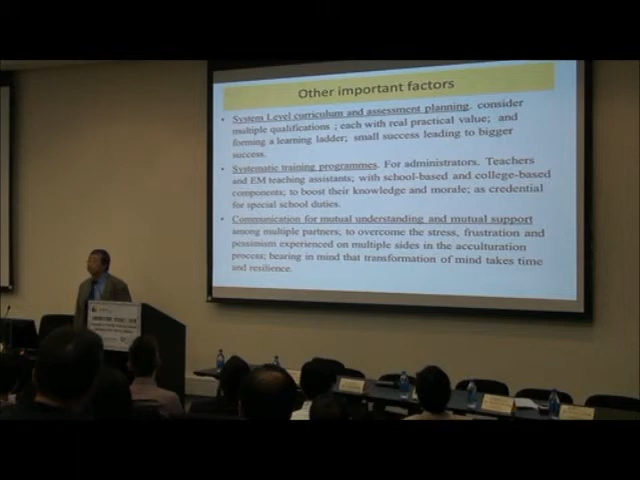 Other important factors
• System Level curriculum and assessment planning. consider
multiple qualifications ; each with real practical value; and
forming a learning ladder; small success leading to bigger
success.
• Systematic training programmes. For administrators. Teachers
and EM teaching assistants; with school-based and college-based
components; to boost their knowledge and morale; as credential
for special school duties.
• Communication for mutual understanding and mutual support
among multiple partners; to overcome the stress, frustration and
pessimism experienced on multiple sides in the acculturation
process; bearing in mind that transformation of mind takes time
and resilience.